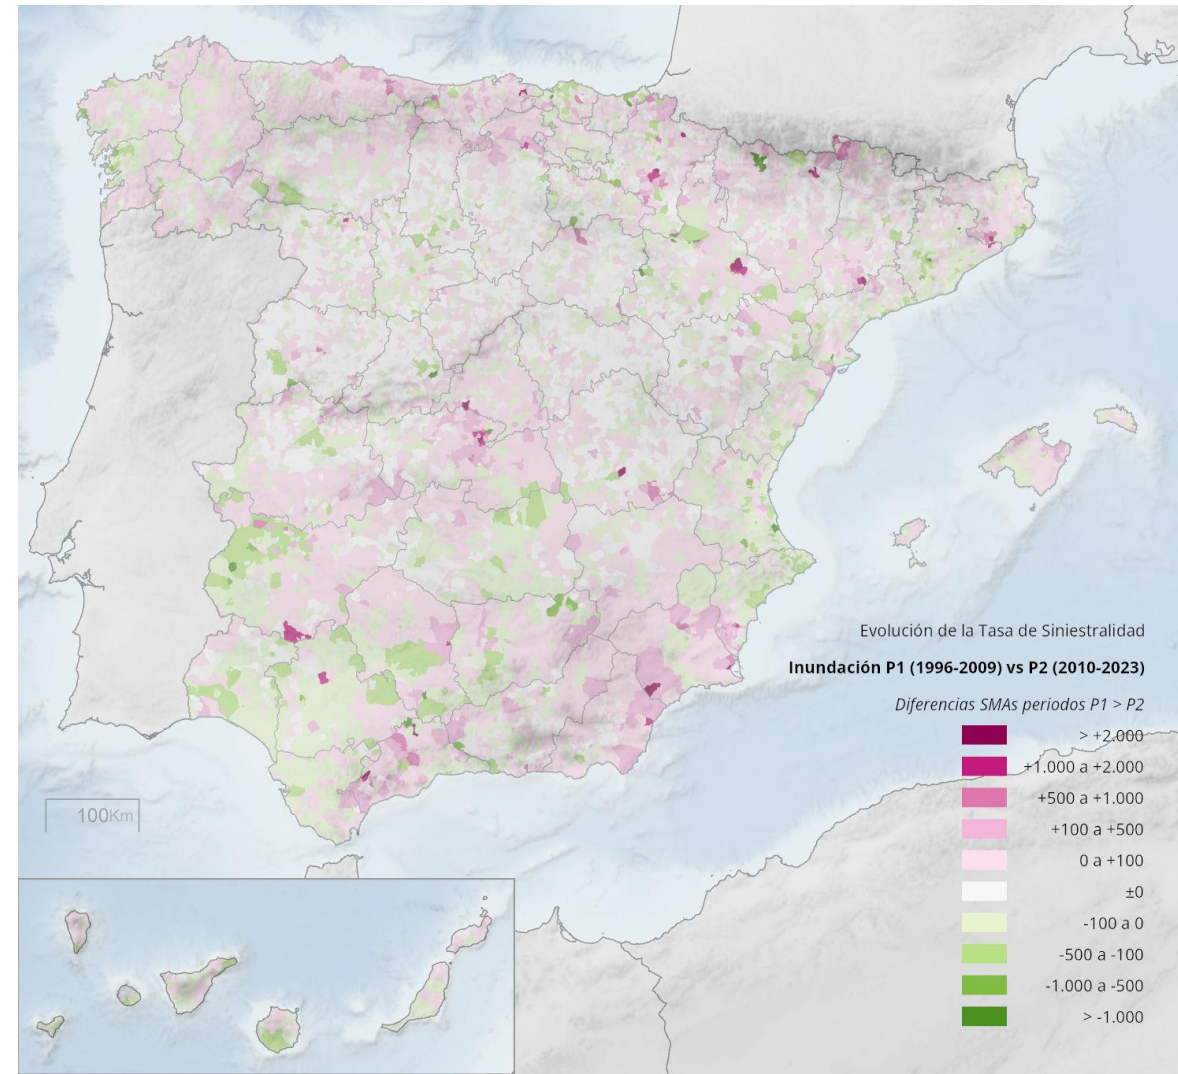 Evolución de la Tasa de Siniestralidad
Inundación P1 (1996-2009) vs P2 (2010-2023)
Diferencias SMAs periodos P1 > P2
> +2.000
+1.000 a +2.000
+500 a +1.000
+100 a +500
0 a +100
±0
-100 a 0
-500 a -100
-1.000 a -500
> -1.000
100Km